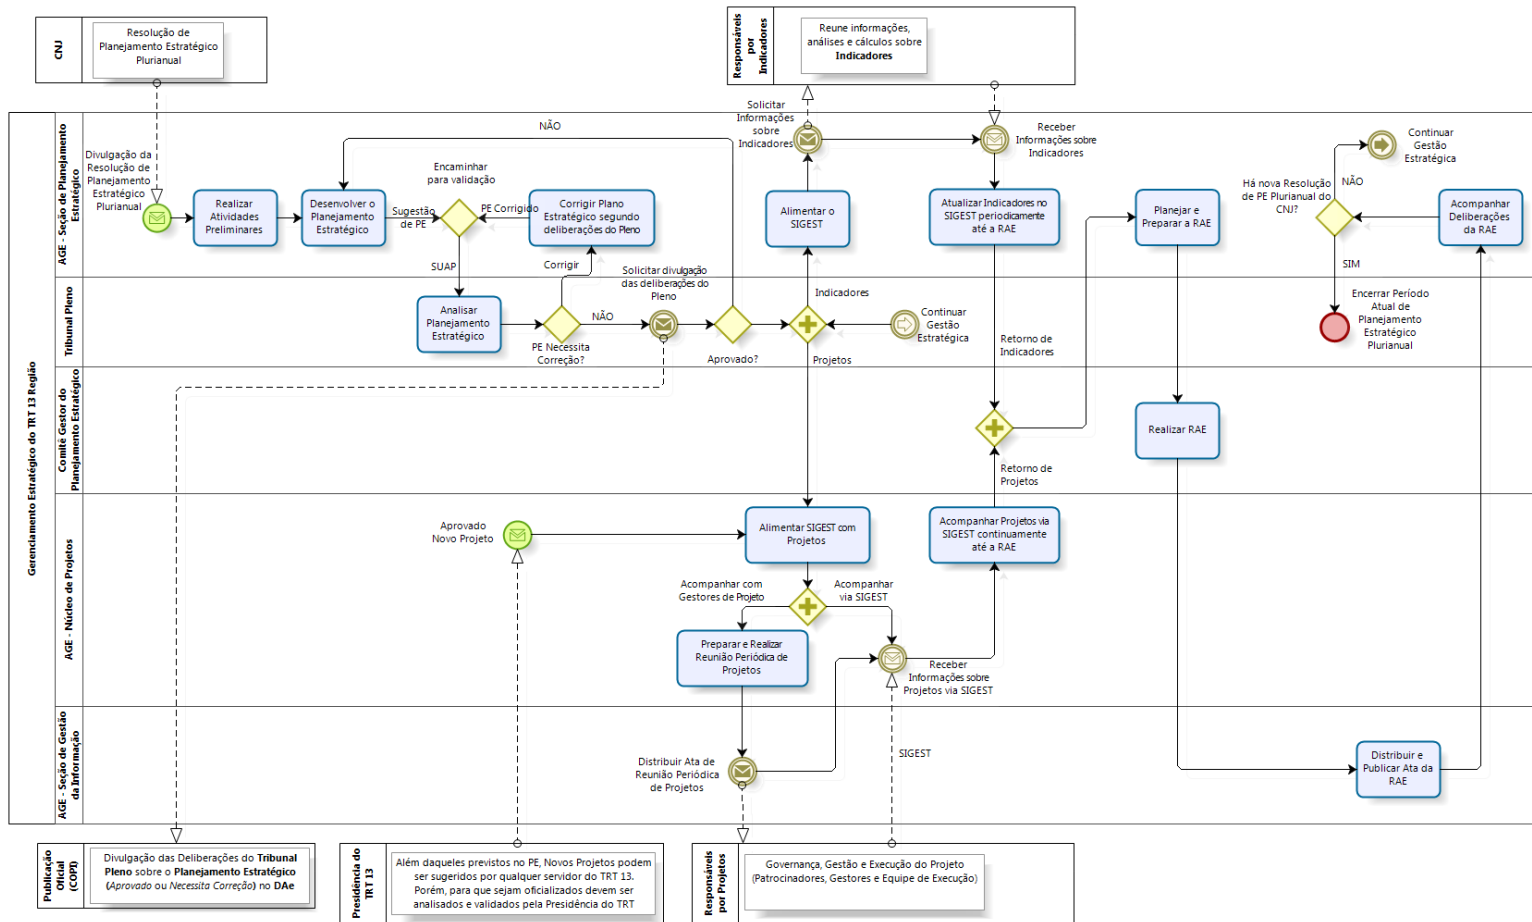 CNJ
Resolução de
Planejamento Estratégico
Plurianual
Responsáveis
por
Indicadores
Reune informações,
análises e cálculos sobre
Indicadores
Gerenciamento Estratégico do TRT 13 Região
AGE - Seção de Planejamento
Estratégico
Divulgação da
Resolução de
Planejamento
Estratégico
Plurianual
Realizar
Atividades
Preliminares
Desenvolver o
Planejamento
Estratégico
NÃO
Sugestão
de PE
Encaminhar
para validação
PE Corrigido
Corrigir Plano
Estratégico segundo
deliberações do Pleno
SUAP
Corrigir
Solicitar
Informações
sobre
Indicadores
Receber
Informações sobre
Indicadores
Alimentar o
SIGEST
Atualizar Indicadores no
SIGEST periodicamente
até a RAE
Planejar e
Preparar a RAE
Há nova Resolução
de PE Plurianual do
CNJ?
NÃO
Continuar
Gestão
Estratégica
Acompanhar
Deliberações
da RAE
SIM
Tribunal Pleno
Analisar
Planejamento
Estratégico
PE Necessita
Correção?
NÃO
Solicitar divulgação
das deliberações do
Pleno
Aprovado?
Indicadores
Projetos
Continuar
Gestão
Estratégica
Retorno de
Indicadores
Encerrar Período
Atual de
Planejamento
Estratégico
Plurianual
Comitê Gestor do
Planejamento Estratégico
Realizar RAE
Retorno de
Projetos
AGE - Núcleo de Projetos
Aprovado
Novo Projeto
Alimentar SIGEST com
Projetos
Acompanhar Projetos via
SIGEST continuamente
até a RAE
Acompanhar com
Gestores de Projeto
Acompanhar
via SIGEST
Preparar e Realizar
Reunião Periódica de
Projetos
Receber
Informações sobre
Projetos via SIGEST
AGE - Seção de Gestão
da Informação
Distribuir Ata de
Reunião Periódica
de Projetos
SIGEST
Distribuir e
Publicar Ata da
RAE
Publicação
Oficial
(COPI)
Divulgação das Deliberações do Tribunal
Pleno sobre o Planejamento Estratégico
(Aprovado ou Necessita Correção) no DAe
Presidência do
TRT 13
Além daqueles previstos no PE, Novos Projetos podem
ser sugeridos por qualquer servidor do TRT 13.
Porém, para que sejam oficializados devem ser
analisados e validados pela Presidência do TRT
Responsáveis
por Projetos
Governança, Gestão e Execução do Projeto
(Patrocinadores, Gestores e Equipe de Execução)